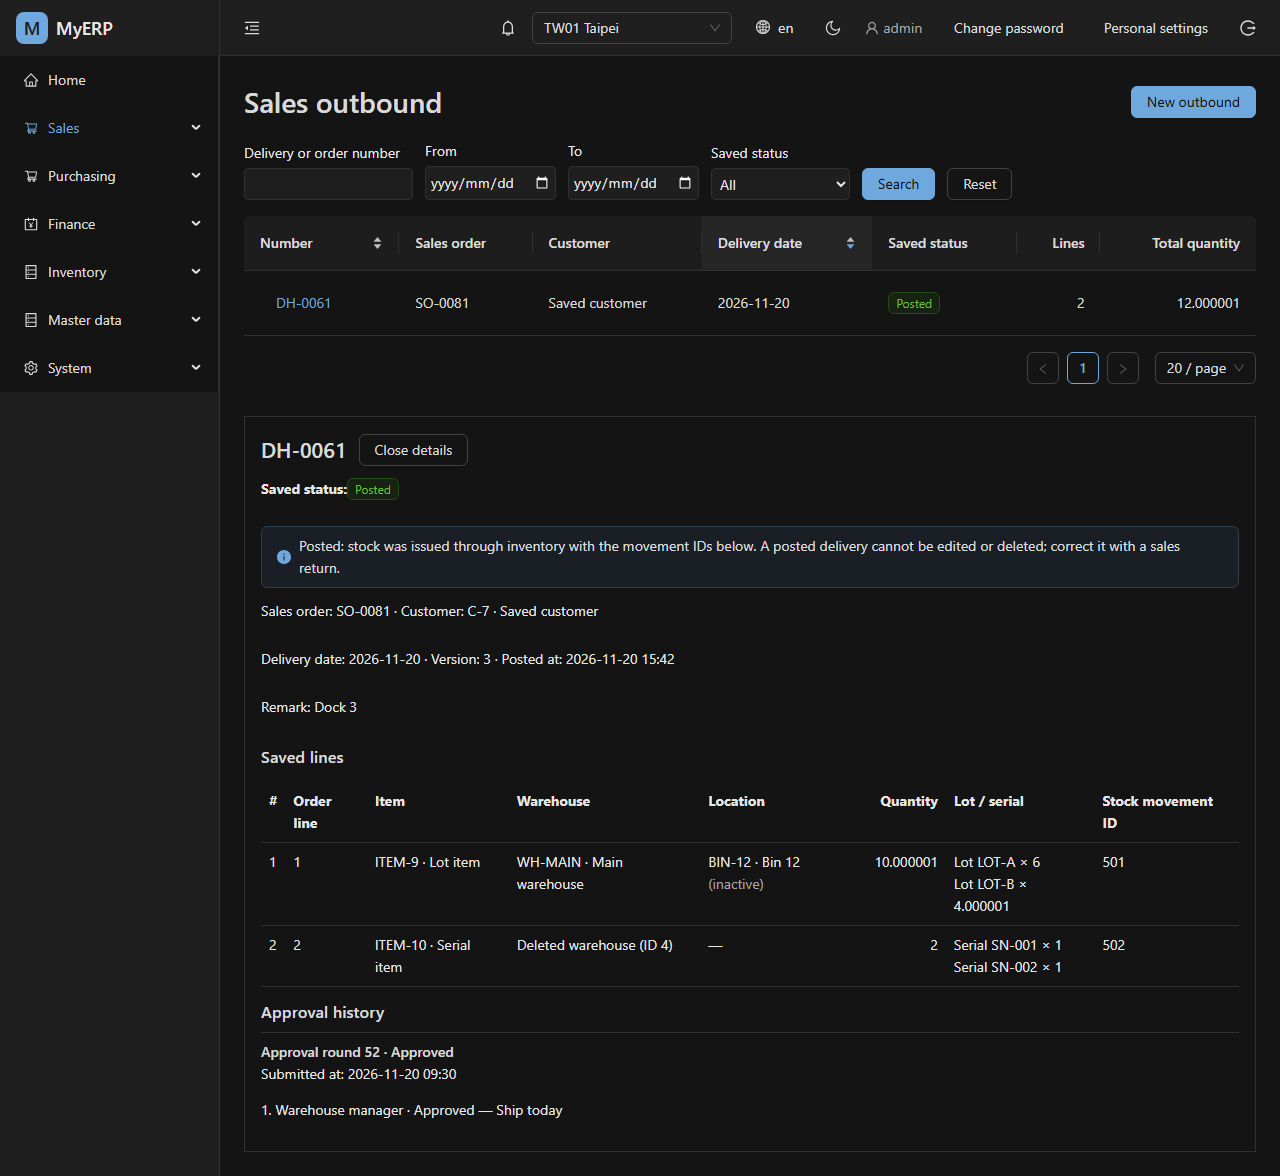 M MyERP
TW01 Taipei
en
admin
Change password
Personal settings
Home
Sales
Purchasing
Finance
Inventory
Master data
System
Sales outbound
New outbound
Delivery or order number
From
To
Saved status
yyyy/mm/dd
yyyy/mm/dd
All
Search
Reset
Number Sales order Customer Delivery date Saved status Lines Total quantity
DH-0061 SO-0081 Saved customer 2026-11-20 Posted 2 12.000001
< 1 > 20 / page
DH-0061 Close details
Saved status: Posted
Posted: stock was issued through inventory with the movement IDs below. A posted delivery cannot be edited or deleted; correct it with a sales
return.
Sales order: SO-0081 · Customer: C-7 · Saved customer
Delivery date: 2026-11-20 · Version: 3 · Posted at: 2026-11-20 15:42
Remark: Dock 3
Saved lines
# Order line Item Warehouse Location Quantity Lot / serial Stock movement ID
1 1 ITEM-9 · Lot item WH-MAIN · Main warehouse BIN-12 · Bin 12 (inactive) 10.000001 Lot LOT-A × 6 Lot LOT-B × 4.000001 501
2 2 ITEM-10 · Serial item Deleted warehouse (ID 4) — 2 Serial SN-001 × 1 Serial SN-002 × 1 502
Approval history
Approval round 52 · Approved
Submitted at: 2026-11-20 09:30
1. Warehouse manager · Approved — Ship today